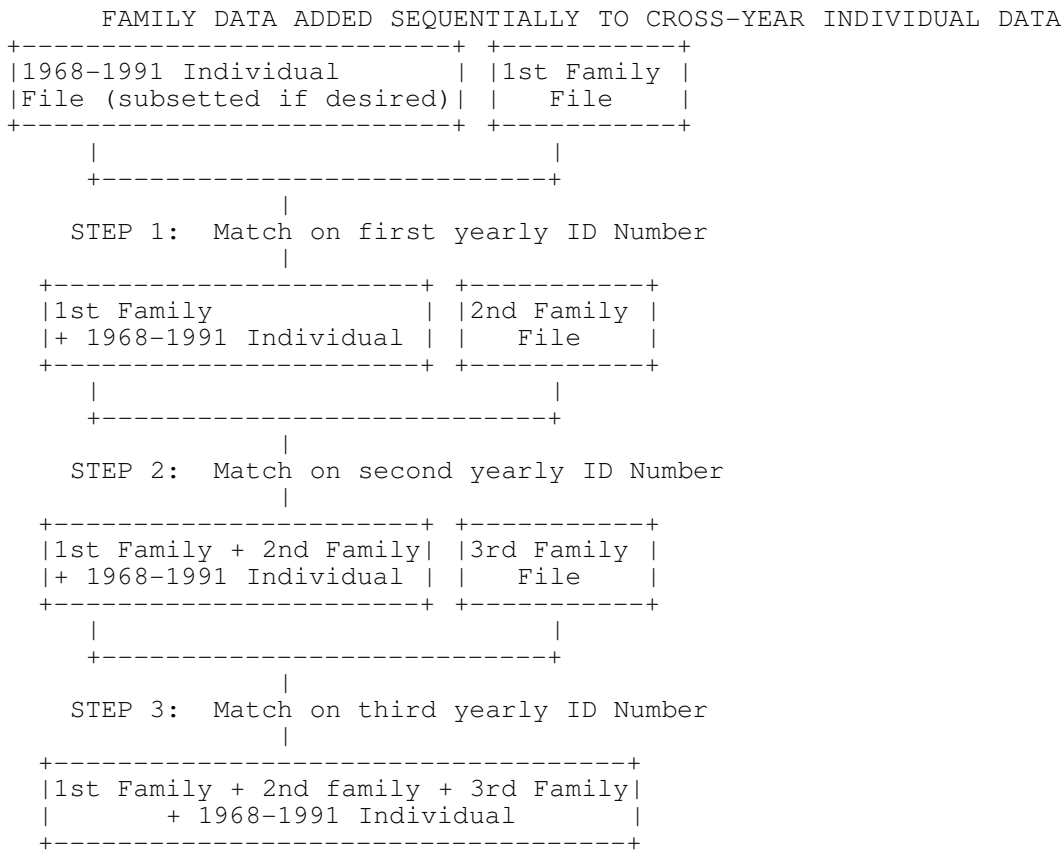 FAMILY DATA ADDED SEQUENTIALLY TO CROSS-YEAR INDIVIDUAL DATA
1968-1991 Individual
File (subsetted if desired)
1st Family
File
STEP 1: Match on first yearly ID Number
1st Family
+ 1968-1991 Individual
2nd Family
File
STEP 2: Match on second yearly ID Number
1st Family + 2nd Family
+ 1968-1991 Individual
3rd Family
File
STEP 3: Match on third yearly ID Number
1st Family + 2nd family + 3rd Family
+ 1968-1991 Individual